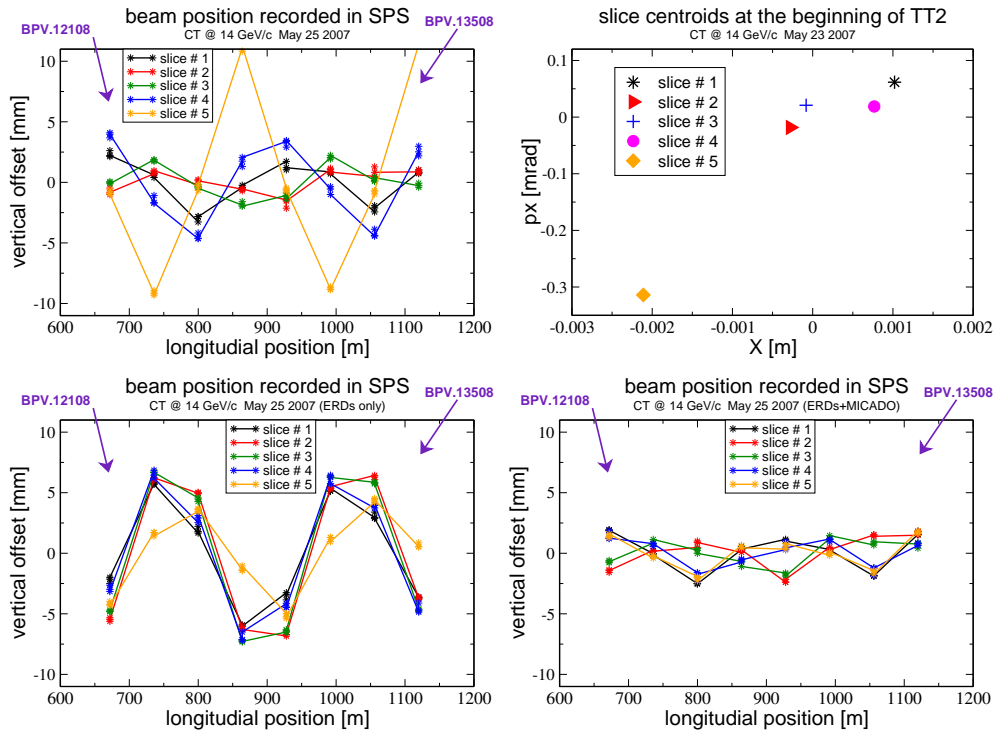 beam position recorded in SPS
CT @ 14 GeV/c May 25 2007
BPV.12108
BPV.13508
slice # 1
slice # 2
slice # 3
slice # 4
slice # 5
10
5
0
-5
-10
vertical offset [mm]
600 700 800 900 1000 1100 1200
longitudial position [m]
slice centroids at the beginning of TT2
CT @ 14 GeV/c May 23 2007
slice # 1
slice # 2
slice # 3
slice # 4
slice # 5
0.1
0
-0.1
-0.2
-0.3
px [mrad]
-0.003 -0.002 -0.001 0 0.001 0.002
X [m]
beam position recorded in SPS
CT @ 14 GeV/c May 25 2007 (ERDs only)
BPV.12108
BPV.13508
slice # 1
slice # 2
slice # 3
slice # 4
slice # 5
10
5
0
-5
-10
vertical offset [mm]
600 700 800 900 1000 1100 1200
longitudial position [m]
beam position recorded in SPS
CT @ 14 GeV/c May 25 2007 (ERDs+MICADO)
BPV.12108
BPV.13508
slice # 1
slice # 2
slice # 3
slice # 4
slice # 5
10
5
0
-5
-10
vertical offset [mm]
600 700 800 900 1000 1100 1200
longitudial position [m]